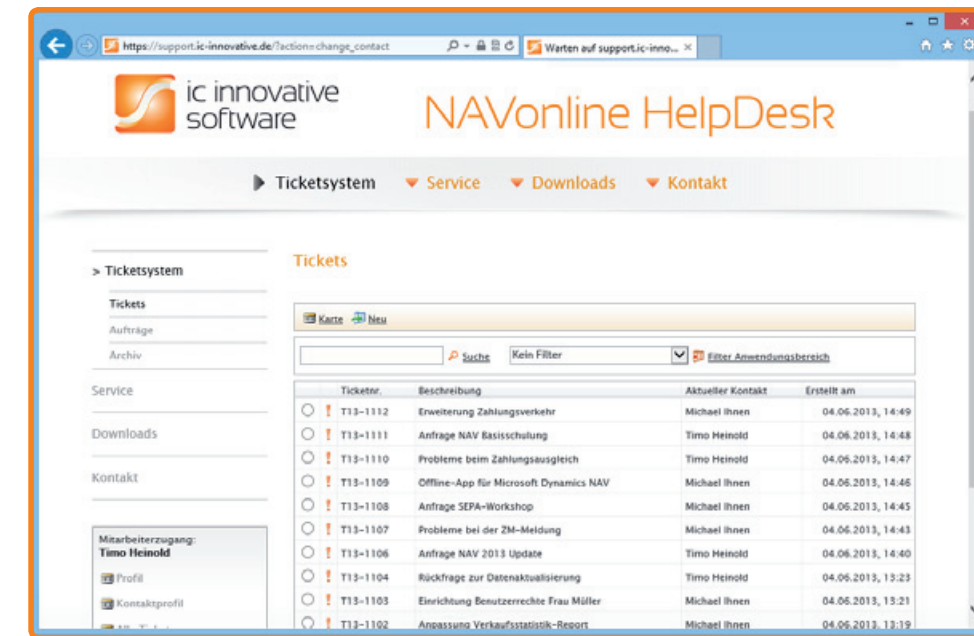 https://support.ic-innovative.de/?action=change_contact
Warten auf support.ic-inno...
ic innovative
software
NAVonline HelpDesk
Ticketsystem Service Downloads Kontakt
> Ticketsystem
Tickets
Aufträge
Archiv
Service
Downloads
Kontakt
Mitarbeiterzugang:
Timo Heinold
Profil
Kontaktprofil
Tickets
Karte Neu
Suche Kein Filter Filter Anwendungsbereich
Ticketnr. Beschreibung Aktueller Kontakt Erstellt am
T13-1112 Erweiterung Zahlungsverkehr Michael Ihnen 04.06.2013, 14:49
T13-1111 Anfrage NAV Basisschulung Timo Heinold 04.06.2013, 14:48
T13-1110 Probleme beim Zahlungsausgleich Timo Heinold 04.06.2013, 14:47
T13-1109 Offline-App für Microsoft Dynamics NAV Michael Ihnen 04.06.2013, 14:46
T13-1108 Anfrage SEPA-Workshop Michael Ihnen 04.06.2013, 14:45
T13-1107 Probleme bei der ZM-Meldung Michael Ihnen 04.06.2013, 14:43
T13-1106 Anfrage NAV 2013 Update Timo Heinold 04.06.2013, 14:40
T13-1104 Rückfrage zur Datenaktualisierung Timo Heinold 04.06.2013, 13:23
T13-1103 Einrichtung Benutzerrechte Frau Müller Michael Ihnen 04.06.2013, 13:21
T13-1102 Anpassung Verkaufsstatistik-Report Michael Ihnen 04.06.2013, 13:19